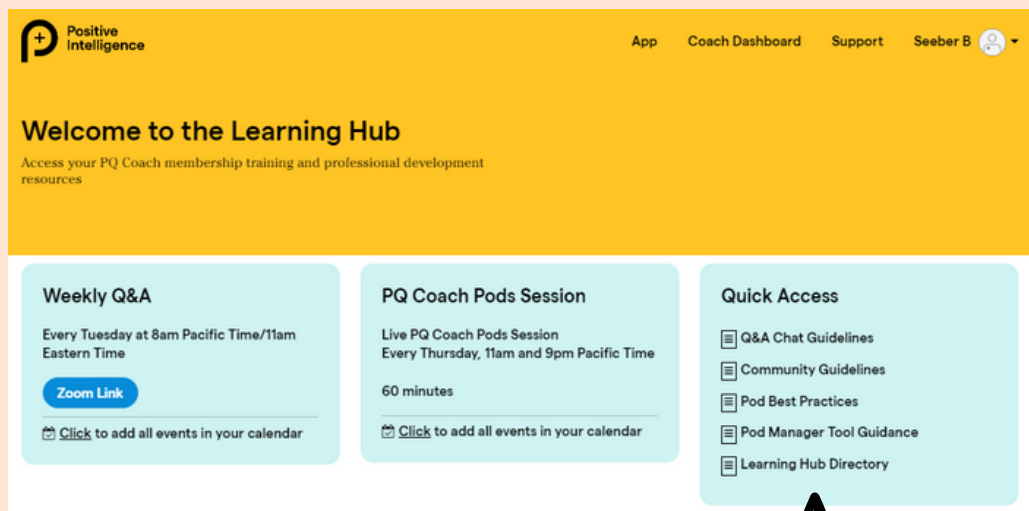 Positive
Intelligence
App
Coach Dashboard
Support
Seeber B
Welcome to the Learning Hub
Access your PQ Coach membership training and professional development
resources
Weekly Q&A
Every Tuesday at 8am Pacific Time/11am
Eastern Time
Zoom Link
Click to add all events in your calendar
PQ Coach Pods Session
Live PQ Coach Pods Session
Every Thursday, 11am and 9pm Pacific Time
60 minutes
Click to add all events in your calendar
Quick Access
Q&A Chat Guidelines
Community Guidelines
Pod Best Practices
Pod Manager Tool Guidance
Learning Hub Directory